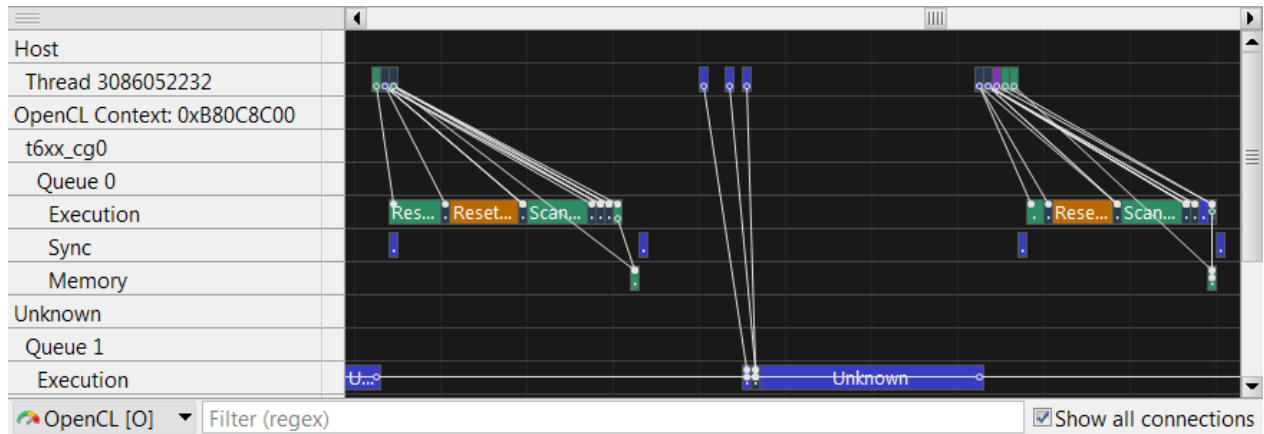 Host
Thread 3086052232
OpenCL Context: 0xB80C8C00
t6xx_cg0
Queue 0
Execution
Res... Reset... Scan... Rese... Scan...
Sync
Memory
Unknown
Queue 1
Execution
U... Unknown
OpenCL [O] Filter (regex) Show all connections